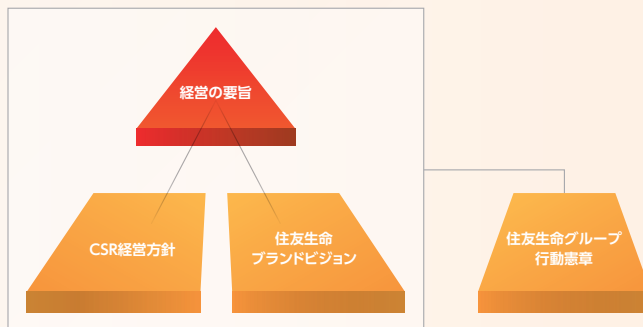 経営の要旨
CSR経営方針
住友生命
ブランドビジョン
住友生命グループ
行動憲章